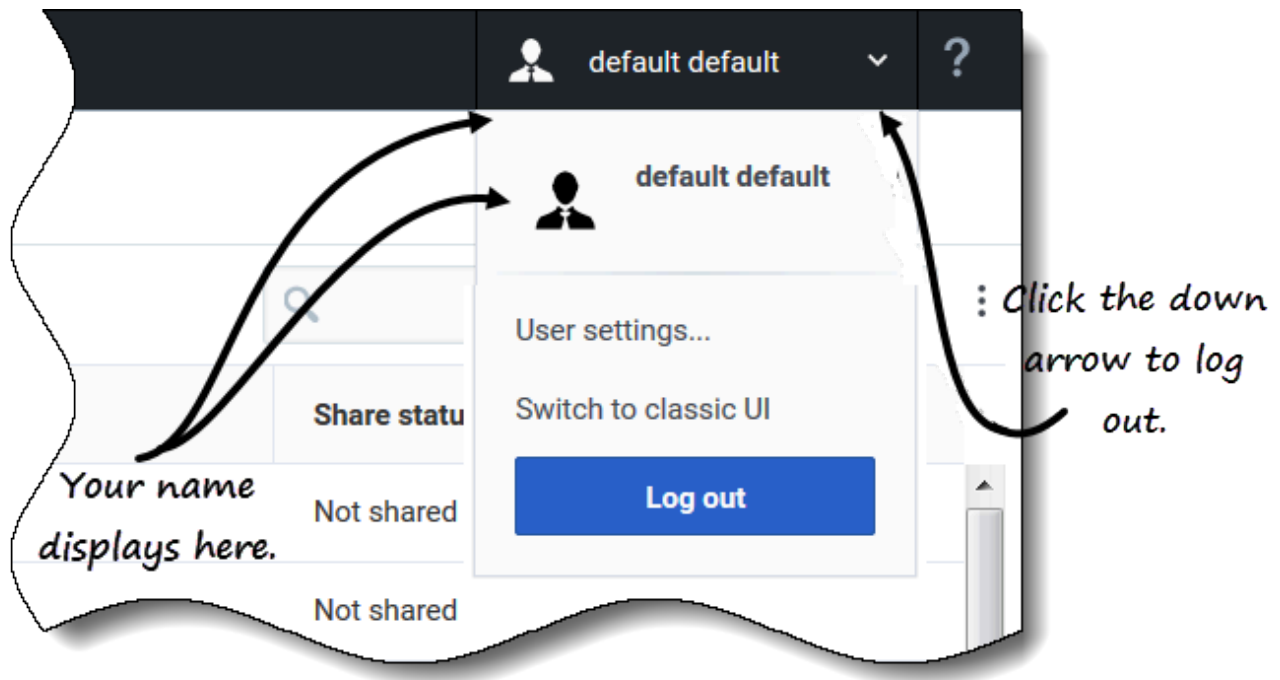 default default
?
default default
Click the down
arrow to log
out.
User settings...
Switch to classic UI
Share statu
Log out
Your name
displays here.
Not shared
Not shared